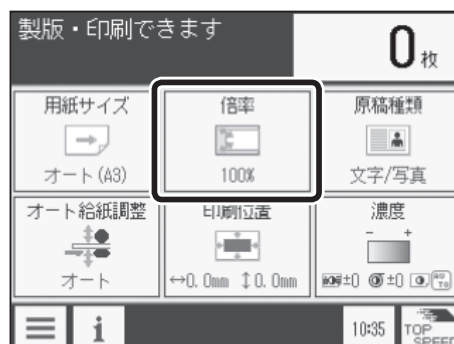 製版・印刷できます
0枚
用紙サイズ
オート(A3)
倍率
100%
原稿種類
文字/写真
オート給紙調整
オート
印刷位置
↔0.0mm ↕0.0mm
濃度
- +
±0 ±0 AUTO
i
10:35
TOP
SPEED